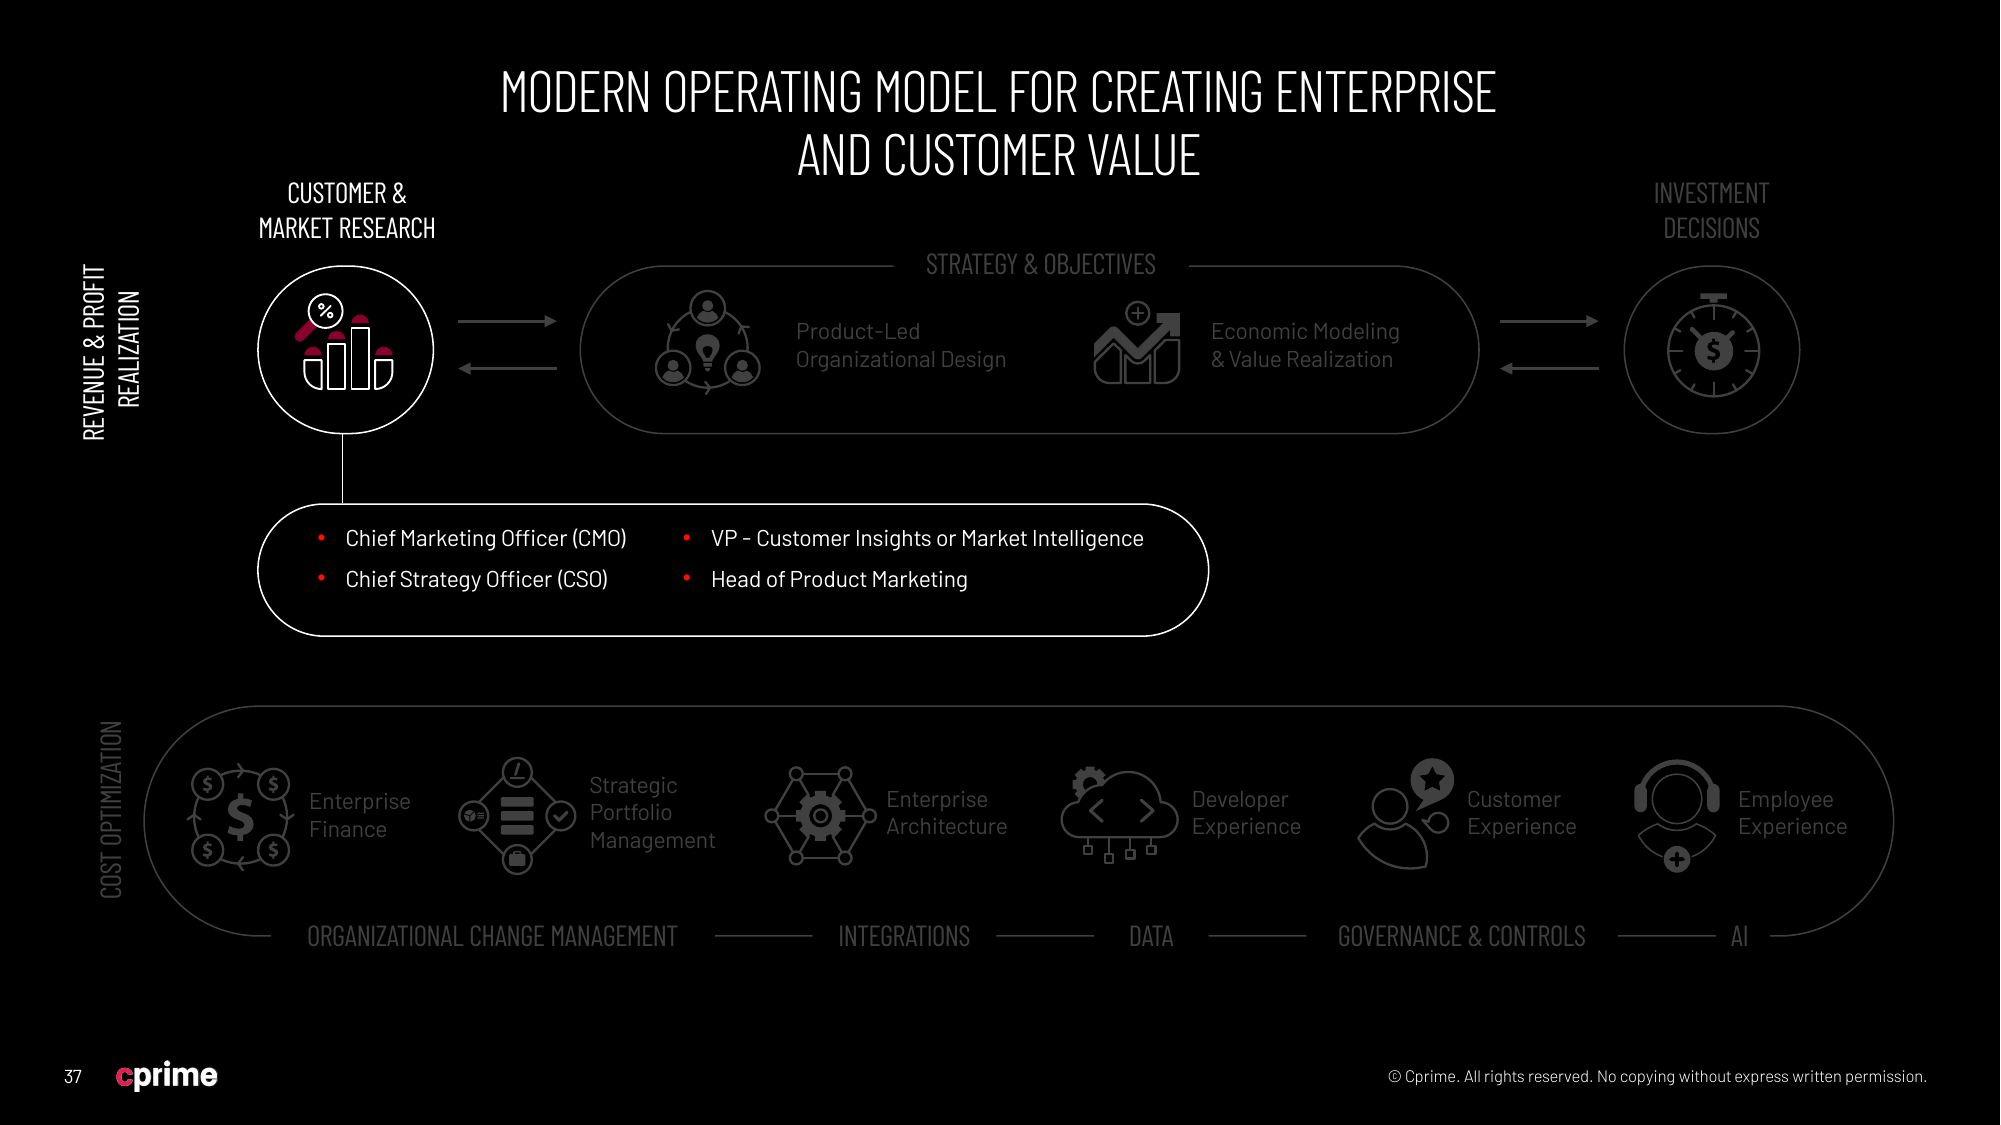 MODERN OPERATING MODEL FOR CREATING ENTERPRISE
AND CUSTOMER VALUE
CUSTOMER &
MARKET RESEARCH
INVESTMENT
DECISIONS
REVENUE & PROFIT
REALIZATION
STRATEGY & OBJECTIVES
%
Product-Led
Organizational Design
Economic Modeling
& Value Realization
$
• Chief Marketing Officer (CMO)
• Chief Strategy Officer (CSO)
• VP - Customer Insights or Market Intelligence
• Head of Product Marketing
COST OPTIMIZATION
$ $
$
$ $
Enterprise
Finance
Strategic
Portfolio
Management
Enterprise
Architecture
Developer
Experience
Customer
Experience
Employee
Experience
ORGANIZATIONAL CHANGE MANAGEMENT
INTEGRATIONS
DATA
GOVERNANCE & CONTROLS
AI
37
cprime
© Cprime. All rights reserved. No copying without express written permission.